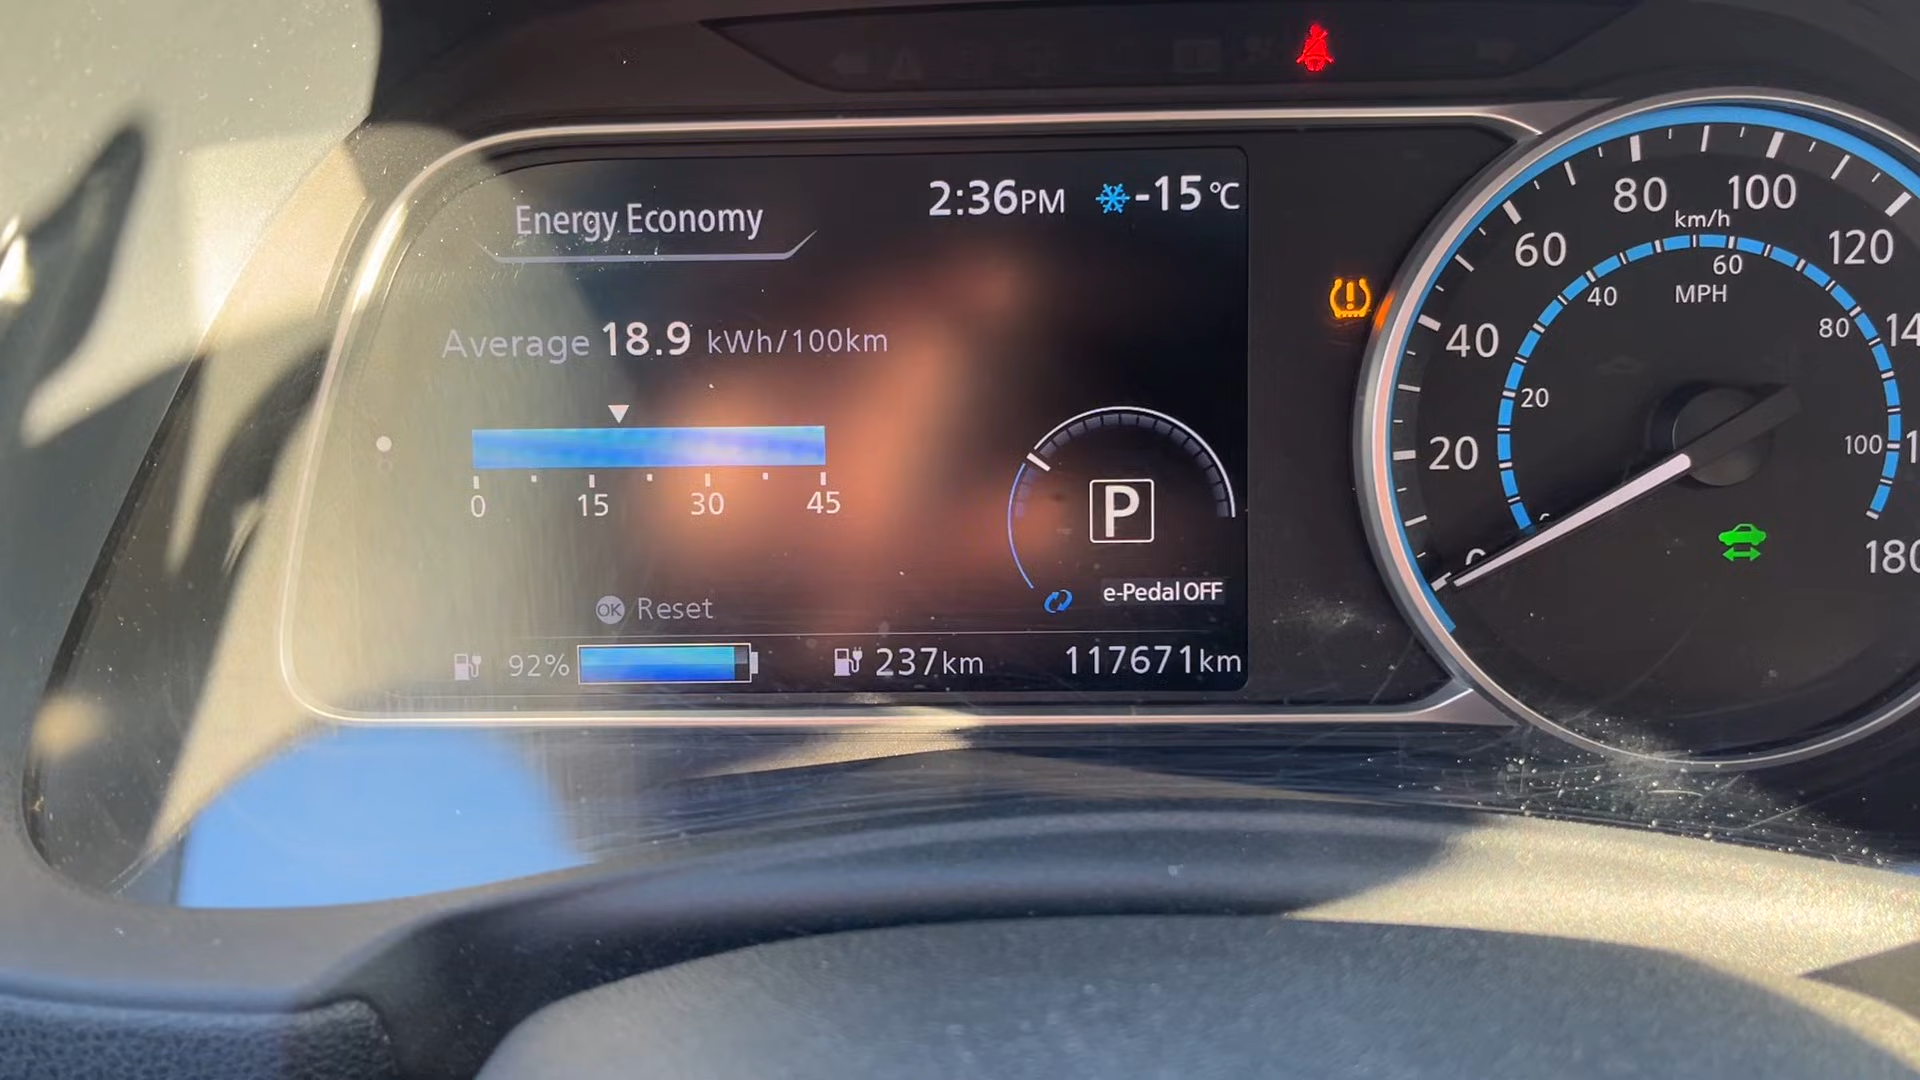 Energy Economy
2:36PM
-15°C
Average 18.9 kWh/100km
0 15 30 45
P
e-Pedal OFF
OK Reset
92%
237km
117671km
0 20 40 60 80 100 120 180
km/h
20 40 60 80 100
MPH